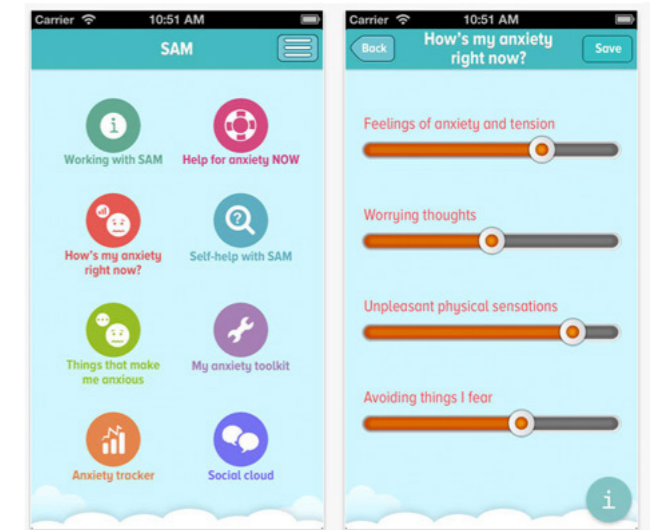 Carrier 10:51 AM
SAM
i
Working with SAM
Help for anxiety NOW
How's my anxiety
right now?
?
Self-help with SAM
Things that make
me anxious
My anxiety toolkit
Anxiety tracker
Social cloud
Carrier 10:51 AM
Back
How's my anxiety
right now?
Save
Feelings of anxiety and tension
Worrying thoughts
Unpleasant physical sensations
Avoiding things I fear
i